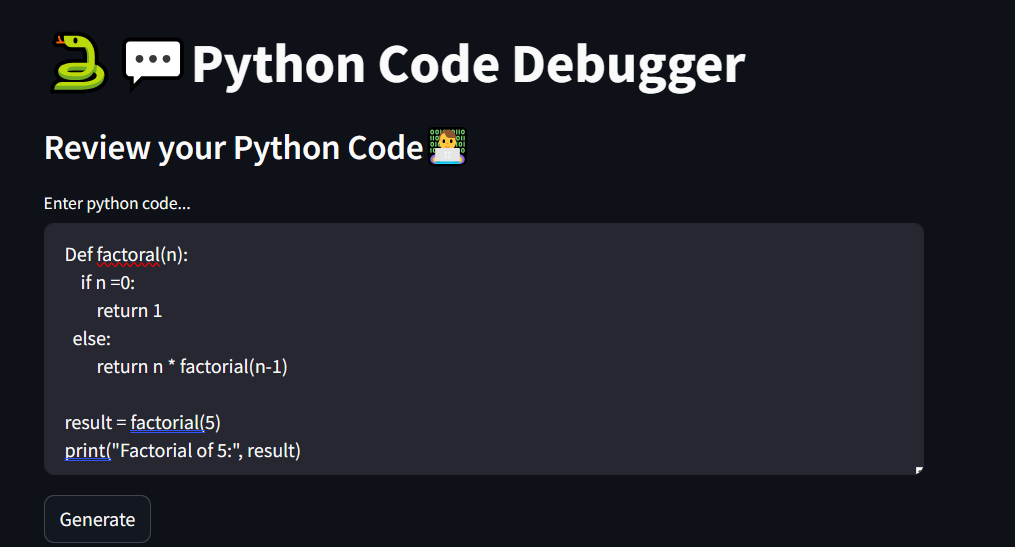 Python Code Debugger
Review your Python Code
Enter python code...
Def factoral(n):
    if n =0:
        return 1
  else:
        return n * factorial(n-1)

result = factorial(5)
print("Factorial of 5:", result)
Generate